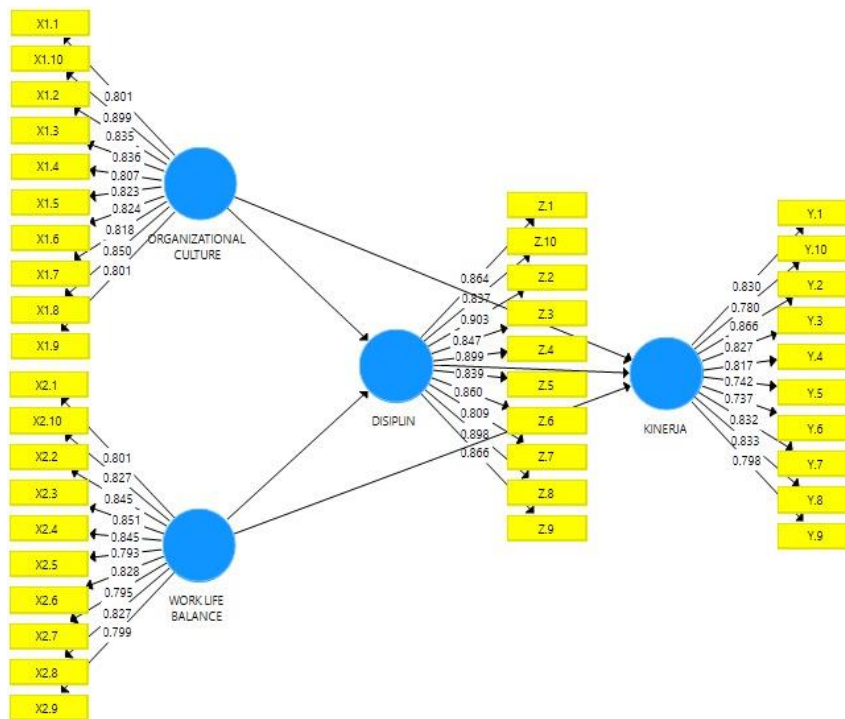 X1.1
X1.10
X1.2
X1.3
X1.4
X1.5
X1.6
X1.7
X1.8
X1.9
0.801
0.899
0.835
0.836
0.807
0.823
0.824
0.818
0.850
0.801
ORGANIZATIONAL
CULTURE
X2.1
X2.10
X2.2
X2.3
X2.4
X2.5
X2.6
X2.7
X2.8
X2.9
0.801
0.827
0.845
0.851
0.845
0.793
0.828
0.795
0.827
0.799
WORK LIFE
BALANCE
DISIPLIN
0.864
0.837
0.903
0.847
0.899
0.839
0.860
0.809
0.898
0.866
Z.1
Z.10
Z.2
Z.3
Z.4
Z.5
Z.6
Z.7
Z.8
Z.9
KINERJA
0.830
0.780
0.866
0.827
0.817
0.742
0.737
0.832
0.833
0.798
Y.1
Y.10
Y.2
Y.3
Y.4
Y.5
Y.6
Y.7
Y.8
Y.9